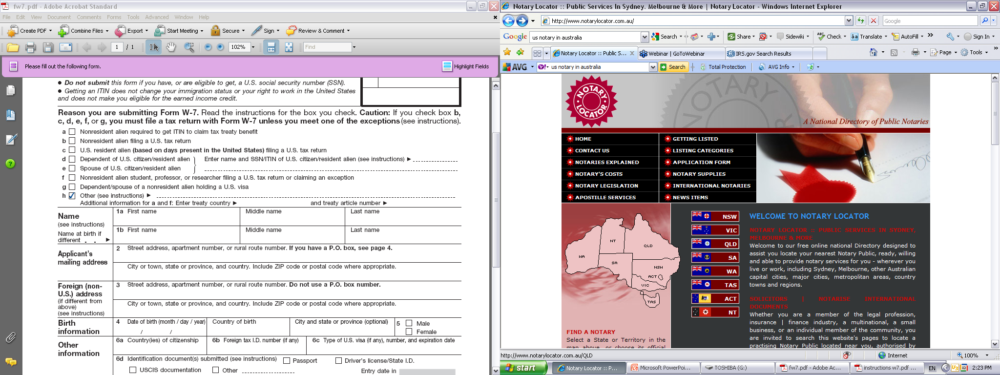 fw7.pdf - Adobe Acrobat Standard
File Edit View Document Comments Forms Tools Advanced Window Help
Create PDF Combine Files Export Start Meeting Secure Sign Review & Comment
1 / 1 102% Find
Please fill out the following form. Highlight Fields
● Do not submit this form if you have, or are eligible to get, a U.S. social security number (SSN).
● Getting an ITIN does not change your immigration status or your right to work in the United States
and does not make you eligible for the earned income credit.
Reason you are submitting Form W-7. Read the instructions for the box you check. Caution: If you check box b,
c, d, e, f, or g, you must file a tax return with Form W-7 unless you meet one of the exceptions (see instructions).
a Nonresident alien required to get ITIN to claim tax treaty benefit
b Nonresident alien filing a U.S. tax return
c U.S. resident alien (based on days present in the United States) filing a U.S. tax return
d Dependent of U.S. citizen/resident alien Enter name and SSN/ITIN of U.S. citizen/resident alien (see instructions) ►
e Spouse of U.S. citizen/resident alien
f Nonresident alien student, professor, or researcher filing a U.S. tax return or claiming an exception
g Dependent/spouse of a nonresident alien holding a U.S. visa
h Other (see instructions) ►
Additional information for a and f: Enter treaty country ► and treaty article number ►
Name
(see instructions)
Name at birth if
different . . ►
1a First name Middle name Last name
1b First name Middle name Last name
Applicant's
mailing address
2 Street address, apartment number, or rural route number. If you have a P.O. box, see page 4.
City or town, state or province, and country. Include ZIP code or postal code where appropriate.
Foreign (non-
U.S.) address
(if different from
above)
(see instructions)
3 Street address, apartment number, or rural route number. Do not use a P.O. box number.
City or town, state or province, and country. Include ZIP code or postal code where appropriate.
Birth
information
4 Date of birth (month / day / year) Country of birth City and state or province (optional) 5 Male
/ / Female
Other
information
6a Country(ies) of citizenship 6b Foreign tax I.D. number (if any) 6c Type of U.S. visa (if any), number, and expiration date
6d Identification document(s) submitted (see instructions) Passport Driver's license/State I.D.
USCIS documentation Other Entry date in
Notary Locator :: Public Services In Sydney. Melbourne & More | Notary Locator - Windows Internet Explorer
http://www.notarylocator.com.au/ Google
Google us notary in australia Search Share Sidewiki Check Translate AutoFill Sign In
Notary Locator :: Public S... Webinar | GoToWebinar IRS.gov Search Results Page Tools
AVG Y! us notary in australia Search Total Protection AVG Info
NOTARY LOCATOR
NOTARY LOCATOR
A National Directory of Public Notaries
HOME GETTING LISTED
CONTACT US LISTING CATEGORIES
NOTARIES EXPLAINED APPLICATION FORM
NOTARY'S COSTS NOTARY SUPPLIES
NOTARY LEGISLATION INTERNATIONAL NOTARIES
APOSTILLE SERVICES NEWS ITEMS
WA
NT
QLD
SA
NSW
ACT
VIC
TAS
FIND A NOTARY
Select a State or Territory in the
map above, or choose its official
NSW
VIC
QLD
SA
WA
TAS
ACT
NT
WELCOME TO NOTARY LOCATOR
NOTARY LOCATOR :: PUBLIC SERVICES IN SYDNEY,
MELBOURNE & MORE
Welcome to our free online national Directory designed to
assist you locate your nearest Notary Public, ready, willing
and able to provide notary services for you - wherever you
live or work, including Sydney, Melbourne, other Australian
capital cities, major cities, metropolitan areas, country
towns and regions.
SOLICITORS | NOTARISE INTERNATIONAL
DOCUMENTS
Whether you are a member of the legal profession,
insurance | finance industry, a multinational, a small
business, or an individual member of the community, you
are invited to search this website's pages to locate a
practising Notary Public located near you, authorised by
http://www.notarylocator.com.au/QLD Internet 100%
start Notary Locator :: P... Microsoft PowerPoi... TOSHIBA (G:) fw7.pdf - Adobe Ac... instructions w7.pdf ... EN 2:23 PM